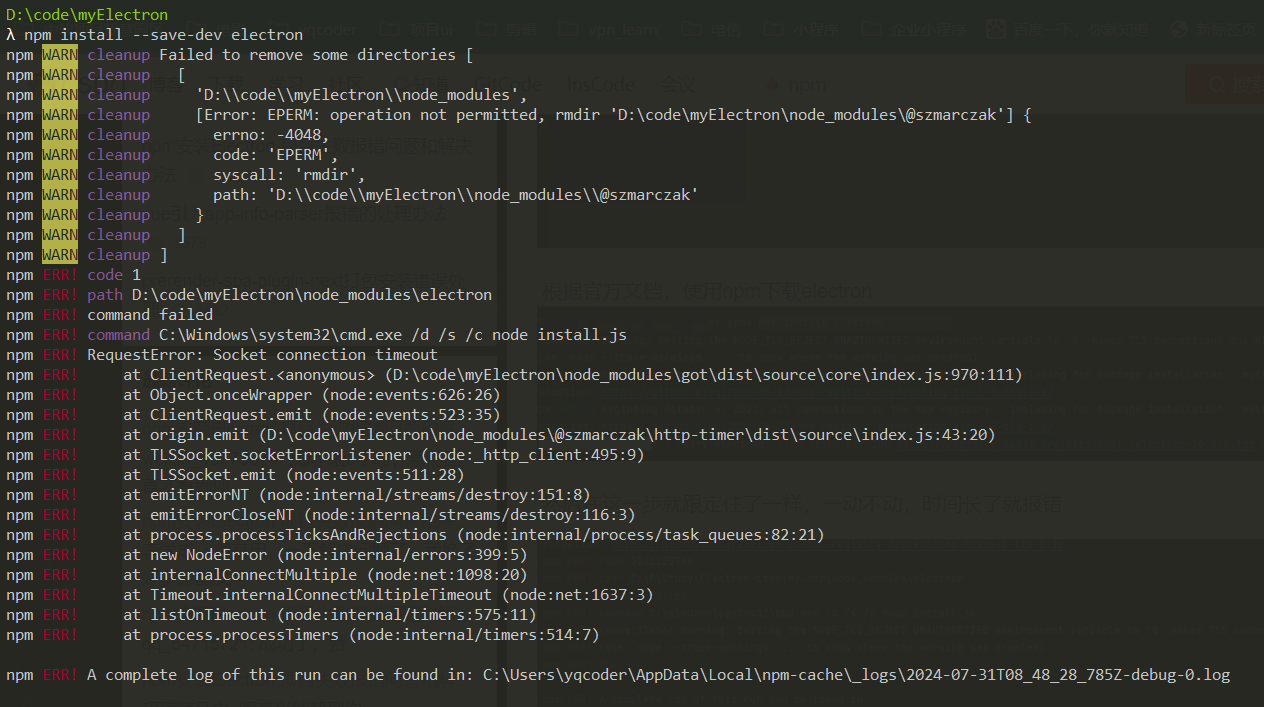 D:\code\myElectron
λ npm install --save-dev electron
npm WARN cleanup Failed to remove some directories [
npm WARN cleanup   [
npm WARN cleanup     'D:\\code\\myElectron\\node_modules',
npm WARN cleanup     [Error: EPERM: operation not permitted, rmdir 'D:\code\myElectron\node_modules\@szmarczak'] {
npm WARN cleanup       errno: -4048,
npm WARN cleanup       code: 'EPERM',
npm WARN cleanup       syscall: 'rmdir',
npm WARN cleanup       path: 'D:\\code\\myElectron\\node_modules\\@szmarczak'
npm WARN cleanup     }
npm WARN cleanup   ]
npm WARN cleanup ]
npm ERR! code 1
npm ERR! path D:\code\myElectron\node_modules\electron
npm ERR! command failed
npm ERR! command C:\Windows\system32\cmd.exe /d /s /c node install.js
npm ERR! RequestError: Socket connection timeout
npm ERR!     at ClientRequest.<anonymous> (D:\code\myElectron\node_modules\got\dist\source\core\index.js:970:111)
npm ERR!     at Object.onceWrapper (node:events:626:26)
npm ERR!     at ClientRequest.emit (node:events:523:35)
npm ERR!     at origin.emit (D:\code\myElectron\node_modules\@szmarczak\http-timer\dist\source\index.js:43:20)
npm ERR!     at TLSSocket.socketErrorListener (node:_http_client:495:9)
npm ERR!     at TLSSocket.emit (node:events:511:28)
npm ERR!     at emitErrorNT (node:internal/streams/destroy:151:8)
npm ERR!     at emitErrorCloseNT (node:internal/streams/destroy:116:3)
npm ERR!     at process.processTicksAndRejections (node:internal/process/task_queues:82:21)
npm ERR!     at new NodeError (node:internal/errors:399:5)
npm ERR!     at internalConnectMultiple (node:net:1098:20)
npm ERR!     at Timeout.internalConnectMultipleTimeout (node:net:1637:3)
npm ERR!     at listOnTimeout (node:internal/timers:575:11)
npm ERR!     at process.processTimers (node:internal/timers:514:7)
npm ERR! A complete log of this run can be found in: C:\Users\yqcoder\AppData\Local\npm-cache\_logs\2024-07-31T08_48_28_785Z-debug-0.log